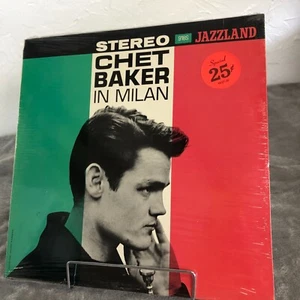 STEREO
JAZZLAND
CHET
BAKER
IN MILAN
Special
25¢